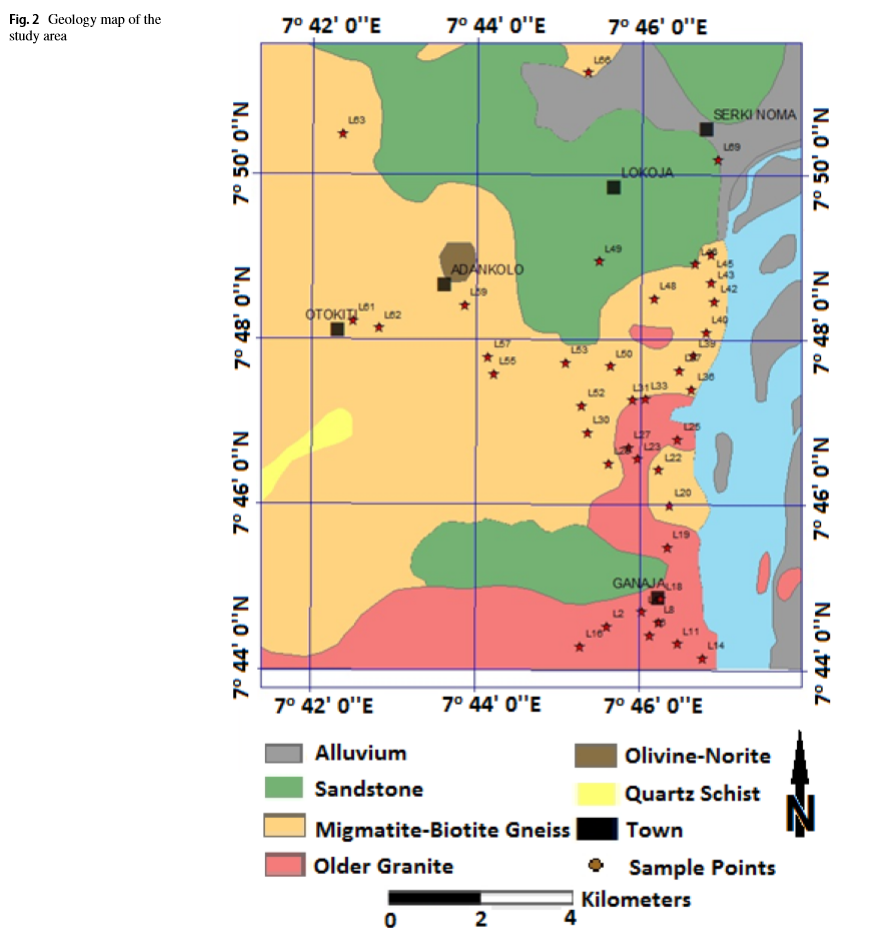 Fig. 2 Geology map of the
study area
7° 42' 0''E
7° 44' 0''E
7° 46' 0''E
7° 50' 0''N
7° 48' 0''N
7° 46' 0''N
7° 44' 0''N
7° 50' 0''N
7° 48' 0''N
7° 46' 0''N
7° 44' 0''N
L66
L63
SERKI NOMA
L69
LOKOJA
L49
L45
ADANKOLO
L43
L59
L48
L42
OTOKITI
L61
L62
L40
L57
L39
L53
L50
L55
L36
L52
L31
L33
L30
L25
L27
L23
L22
L20
L19
GANAJA
L18
L2
L8
L16
L11
L14
7° 42' 0''E
7° 44' 0''E
7° 46' 0''E
Alluvium
Olivine-Norite
Sandstone
Quartz Schist
Migmatite-Biotite Gneiss
Town
Older Granite
Sample Points
N
Kilometers
0
2
4